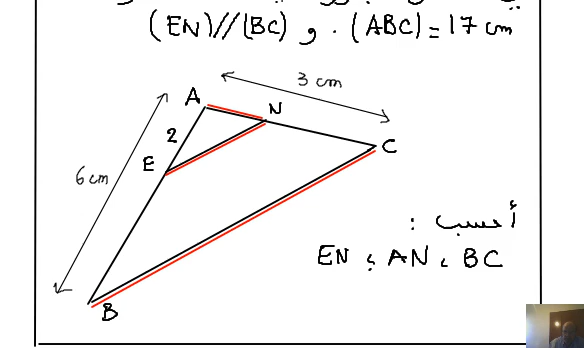 (EN)//(BC) و . (ABC) = 17 cm
3 cm
A
N
2
C
E
6 cm
أحسب :
EN ؛ AN ، BC
B